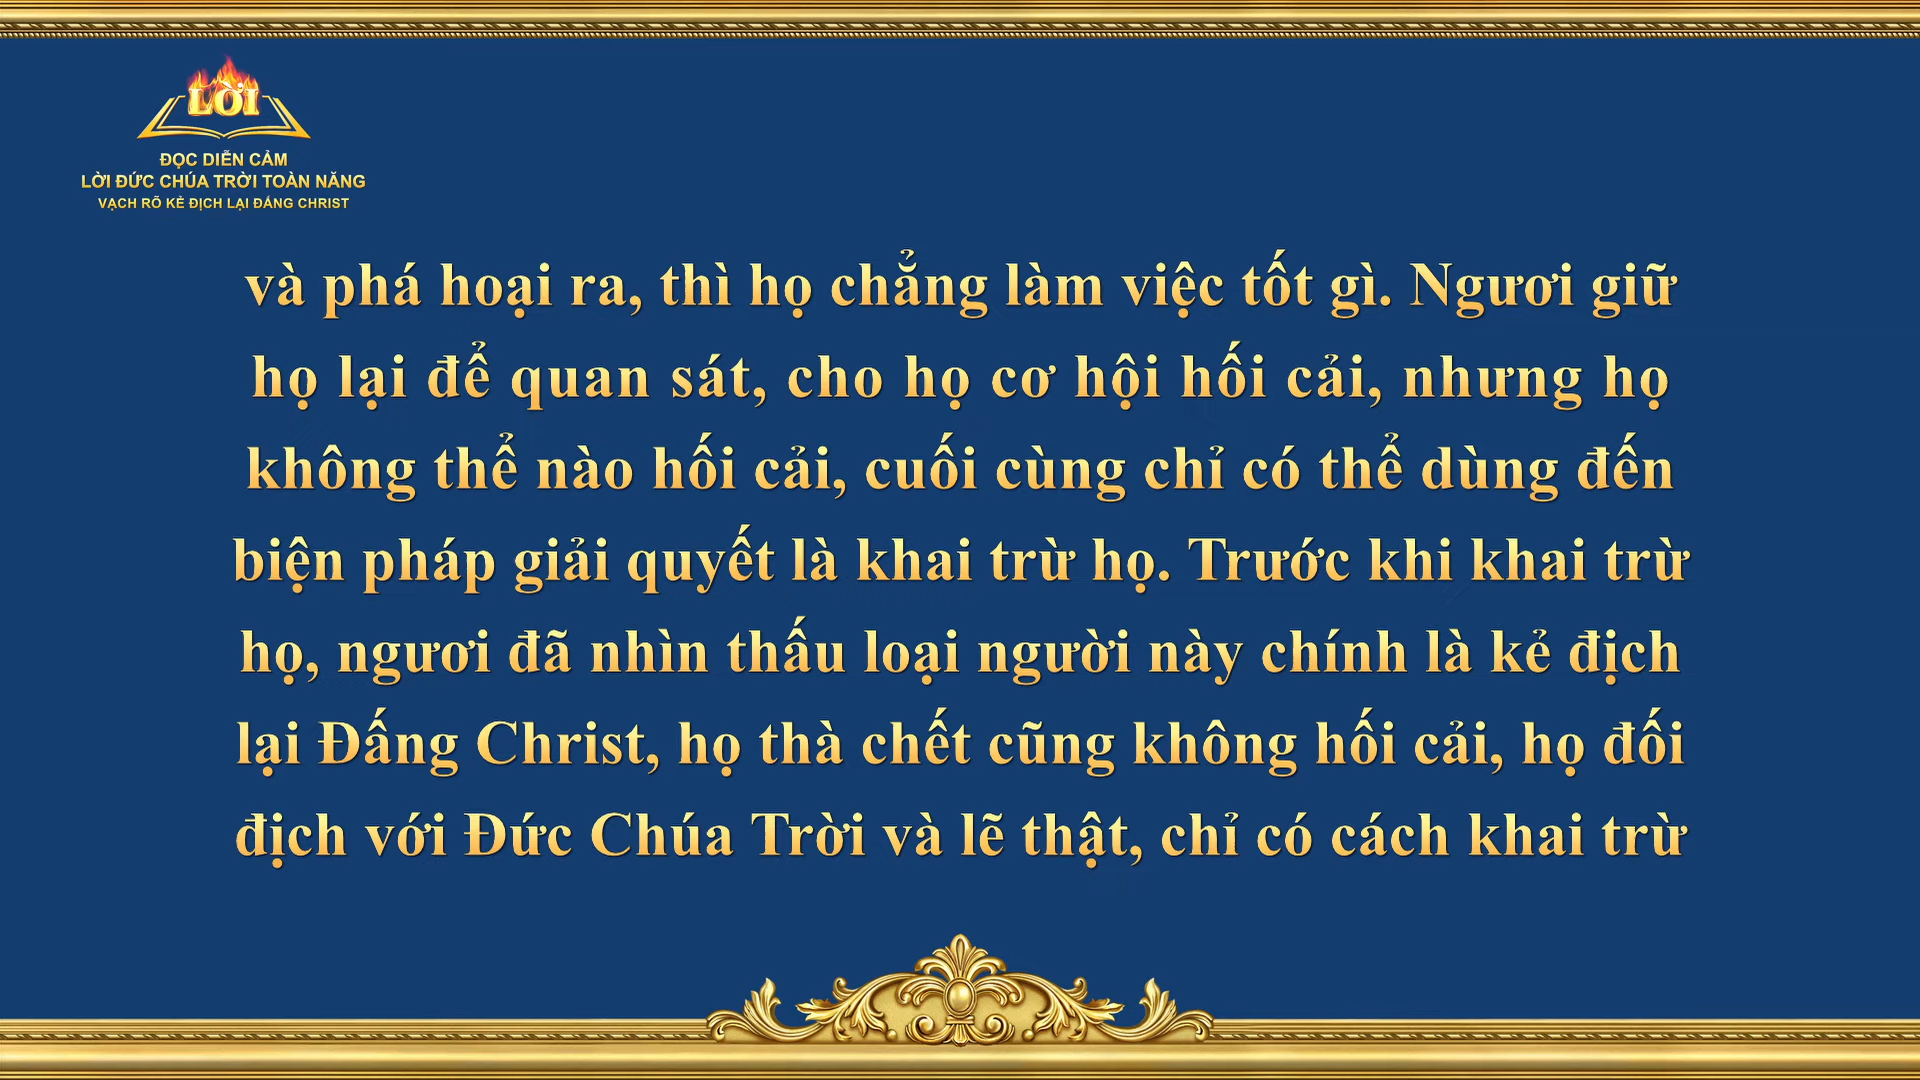 LỜI
ĐỌC DIỄN CẢM
LỜI ĐỨC CHÚA TRỜI TOÀN NĂNG
VẠCH RÕ KẺ ĐỊCH LẠI ĐẤNG CHRIST
và phá hoại ra, thì họ chẳng làm việc tốt gì. Ngươi giữ
họ lại để quan sát, cho họ cơ hội hối cải, nhưng họ
không thể nào hối cải, cuối cùng chỉ có thể dùng đến
biện pháp giải quyết là khai trừ họ. Trước khi khai trừ
họ, ngươi đã nhìn thấu loại người này chính là kẻ địch
lại Đấng Christ, họ thà chết cũng không hối cải, họ đối
địch với Đức Chúa Trời và lẽ thật, chỉ có cách khai trừ